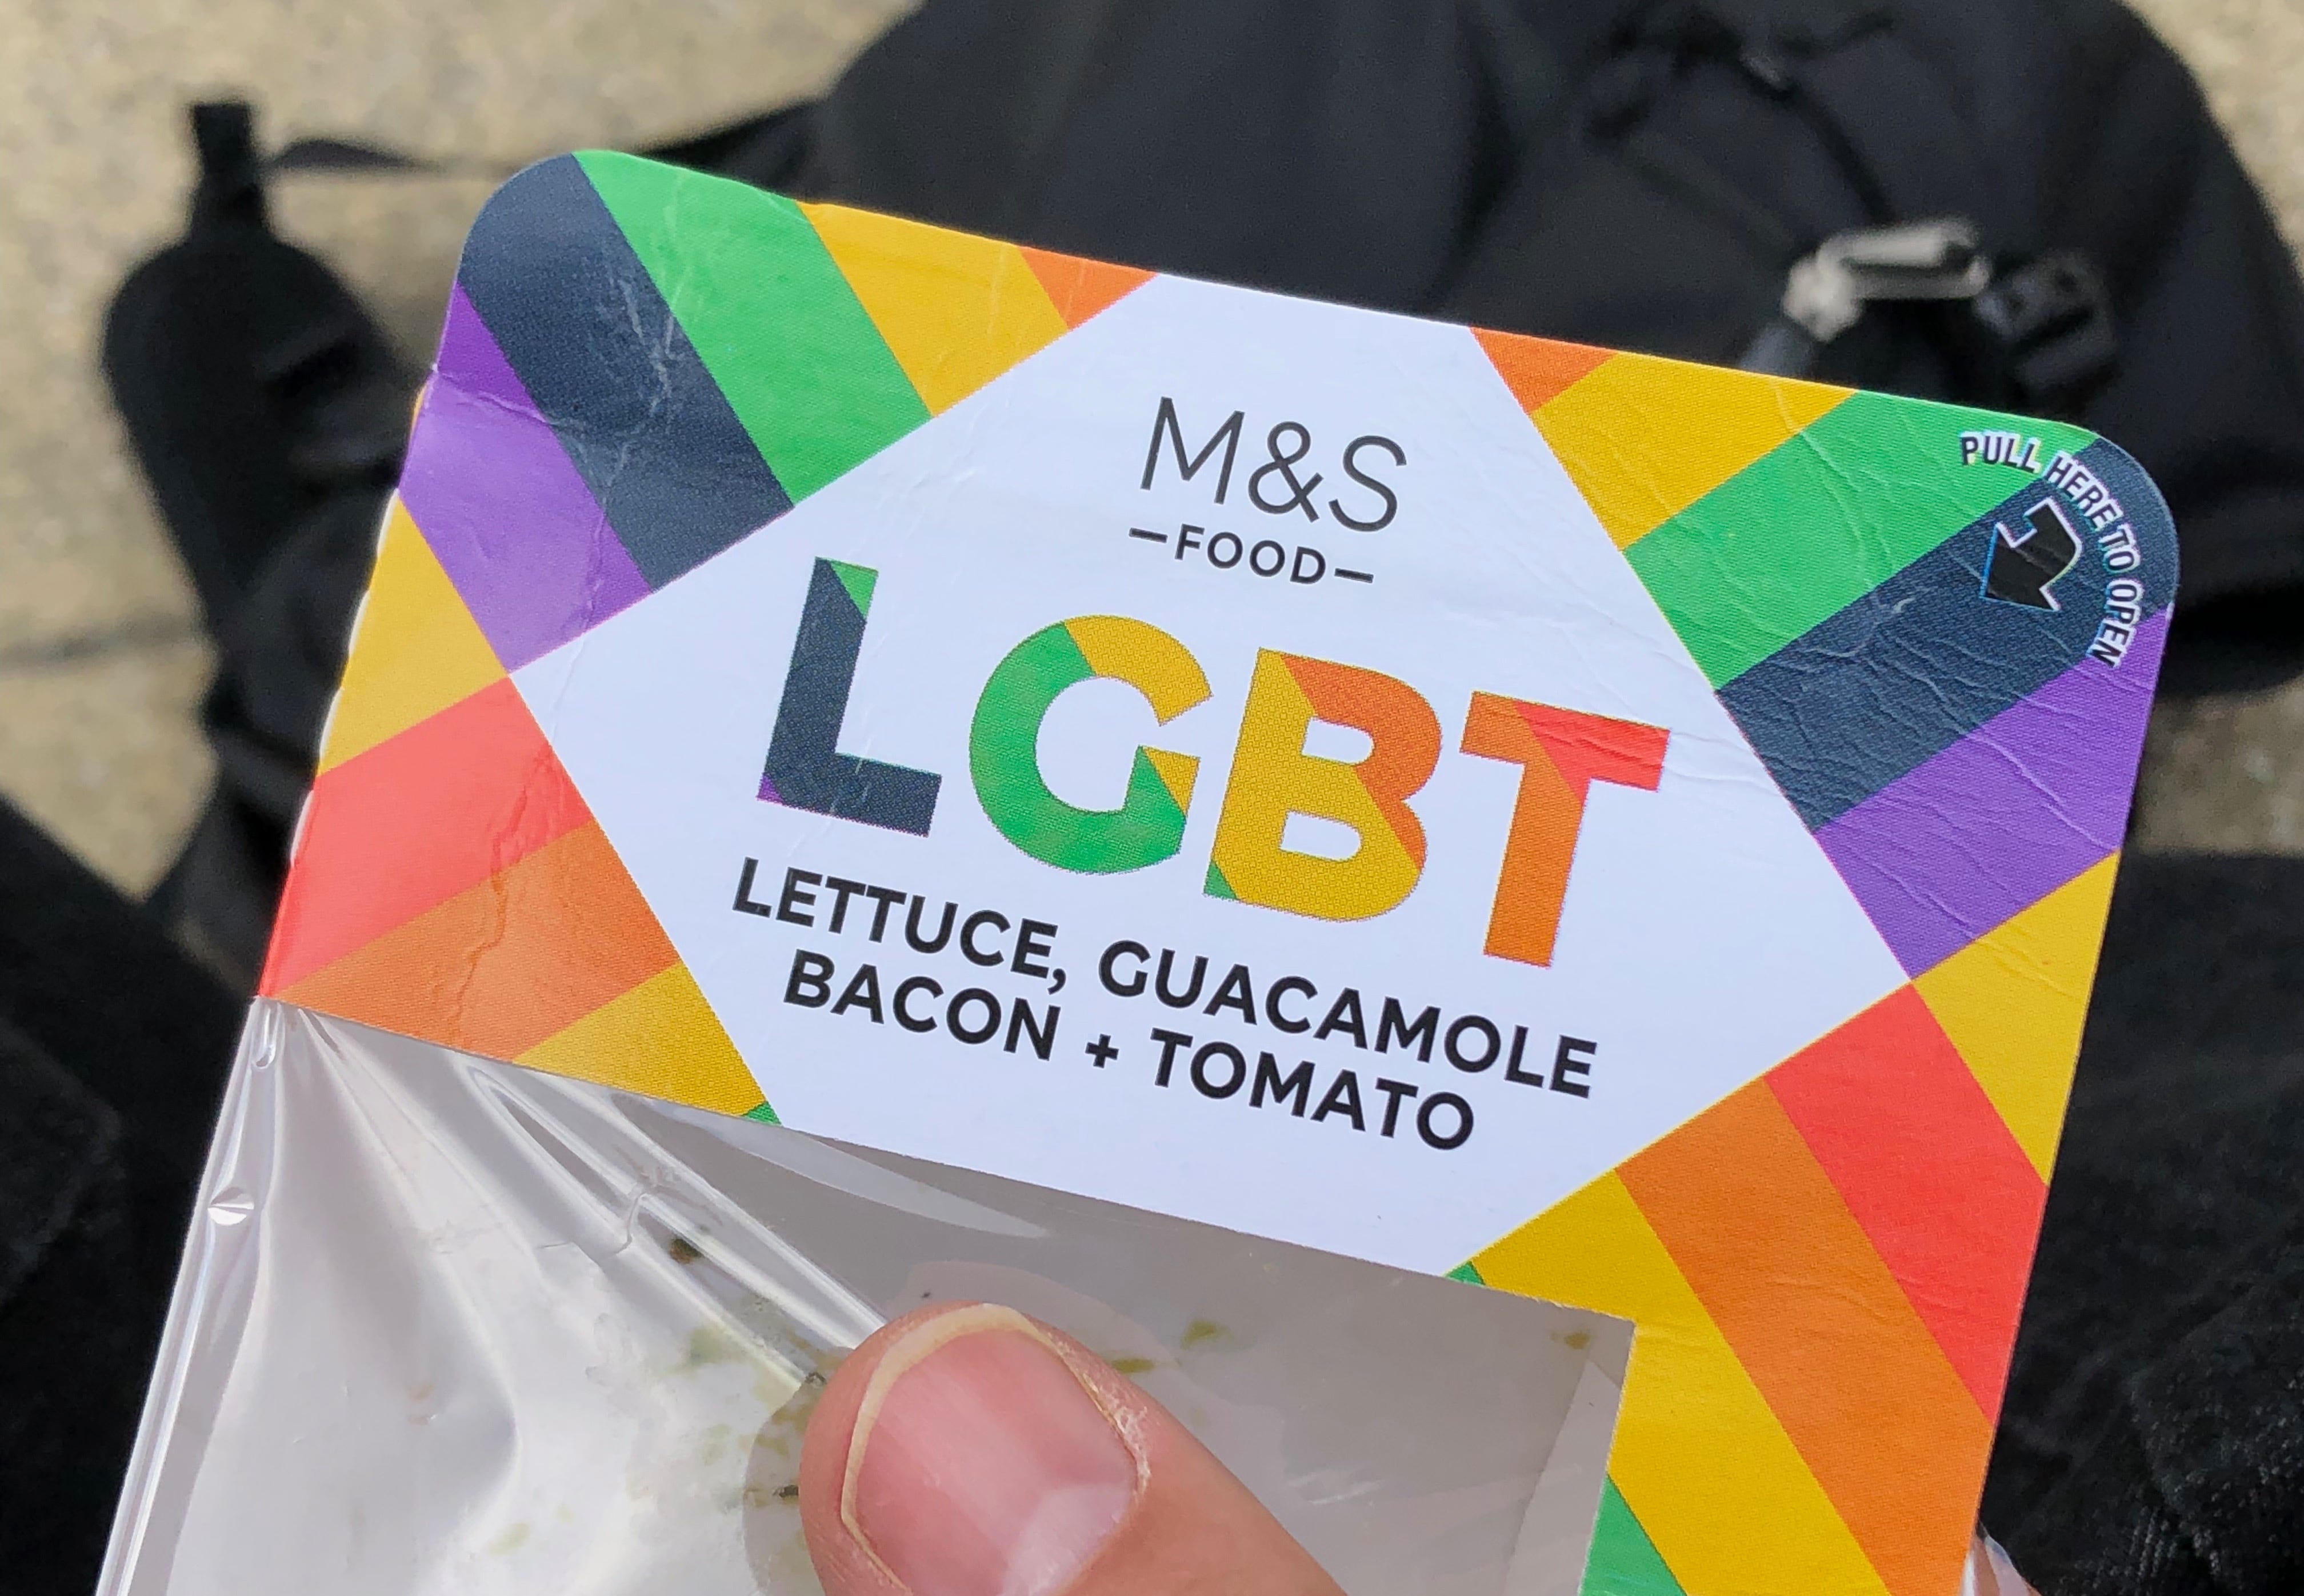 M&S
—FOOD—
LGBT
LETTUCE, GUACAMOLE
BACON + TOMATO
PULL HERE TO OPEN